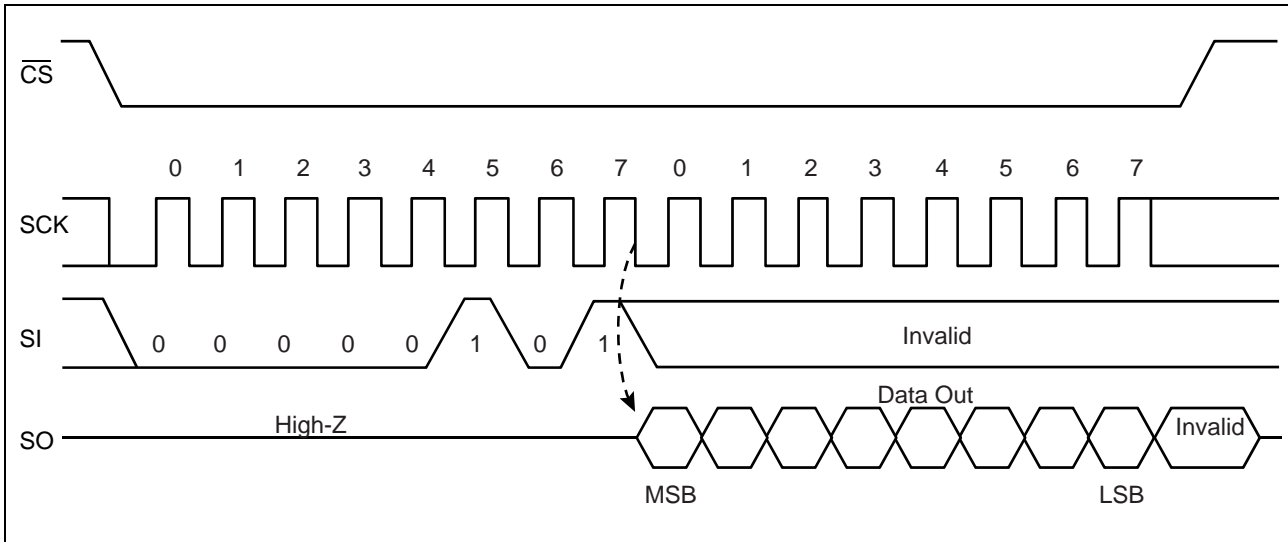 CS
0 1 2 3 4 5 6 7 0 1 2 3 4 5 6 7
SCK
SI
0 0 0 0 0 1 0 1
Invalid
Data Out
SO
High-Z
Invalid
MSB
LSB